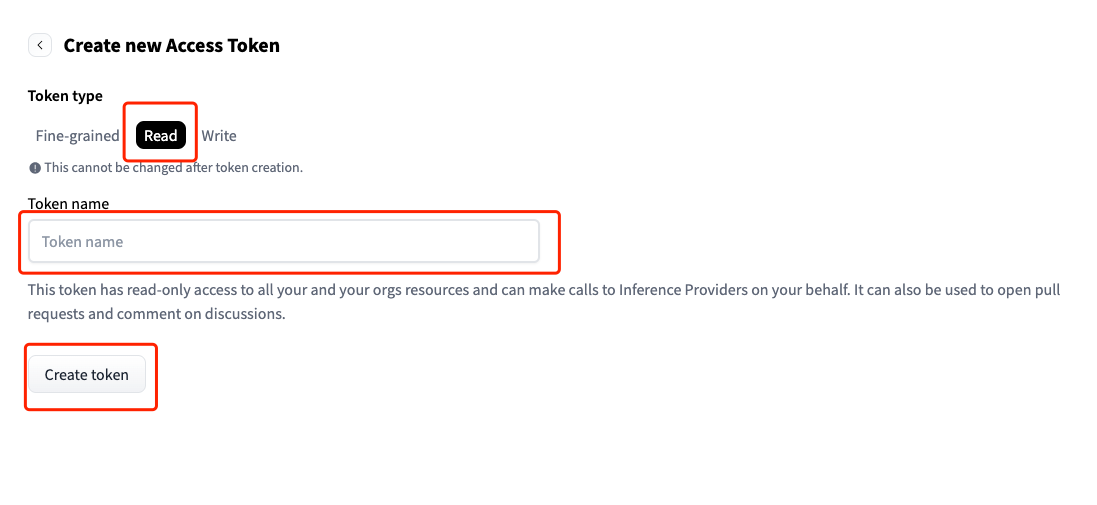 Create new Access Token
Token type
Fine-grained Read Write
This cannot be changed after token creation.
Token name
Token name
This token has read-only access to all your and your orgs resources and can make calls to Inference Providers on your behalf. It can also be used to open pull
requests and comment on discussions.
Create token